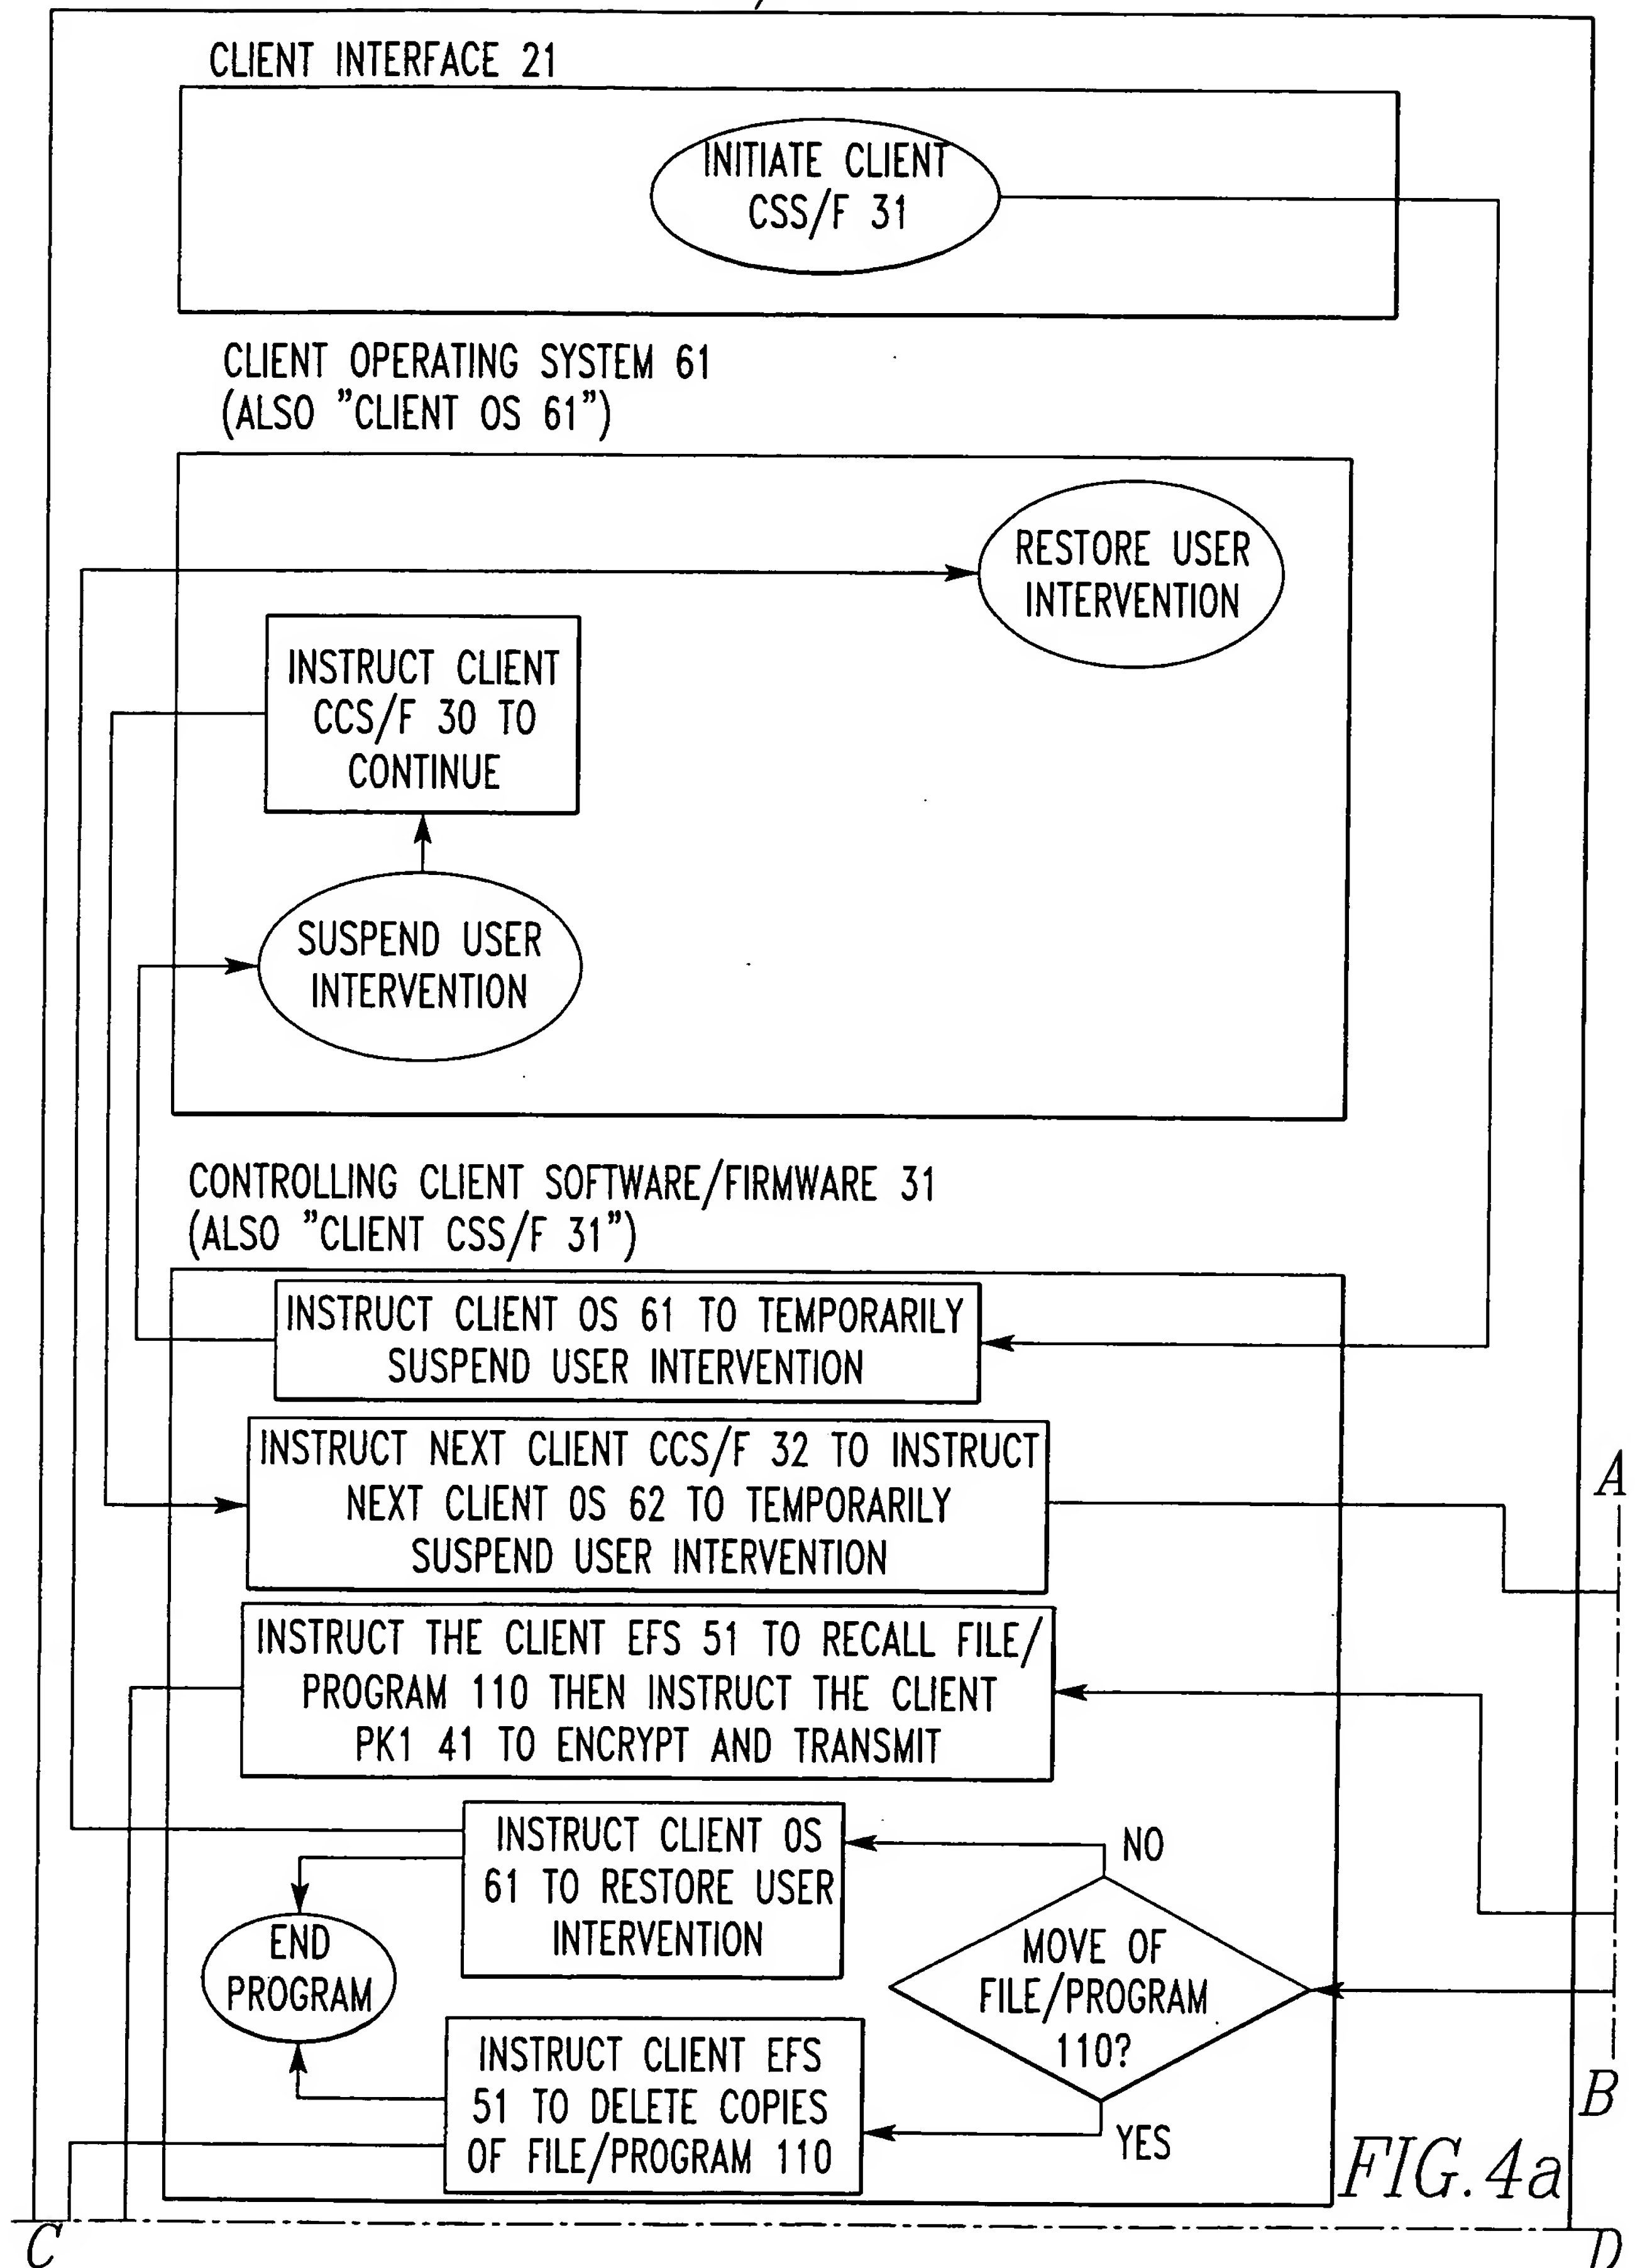 CLIENT INTERFACE 21
INITIATE CLIENT
CSS/F 31
CLIENT OPERATING SYSTEM 61
(ALSO "CLIENT OS 61")
RESTORE USER
INTERVENTION
INSTRUCT CLIENT
CCS/F 30 TO
CONTINUE
SUSPEND USER
INTERVENTION
CONTROLLING CLIENT SOFTWARE/FIRMWARE 31
(ALSO "CLIENT CSS/F 31")
INSTRUCT CLIENT OS 61 TO TEMPORARILY
SUSPEND USER INTERVENTION
INSTRUCT NEXT CLIENT CCS/F 32 TO INSTRUCT
NEXT CLIENT OS 62 TO TEMPORARILY
SUSPEND USER INTERVENTION
A
INSTRUCT THE CLIENT EFS 51 TO RECALL FILE/
PROGRAM 110 THEN INSTRUCT THE CLIENT
PK1 41 TO ENCRYPT AND TRANSMIT
INSTRUCT CLIENT OS
61 TO RESTORE USER
INTERVENTION
NO
END
PROGRAM
MOVE OF
FILE/PROGRAM
110?
INSTRUCT CLIENT EFS
51 TO DELETE COPIES
OF FILE/PROGRAM 110
YES
B
FIG. 4a
C
D